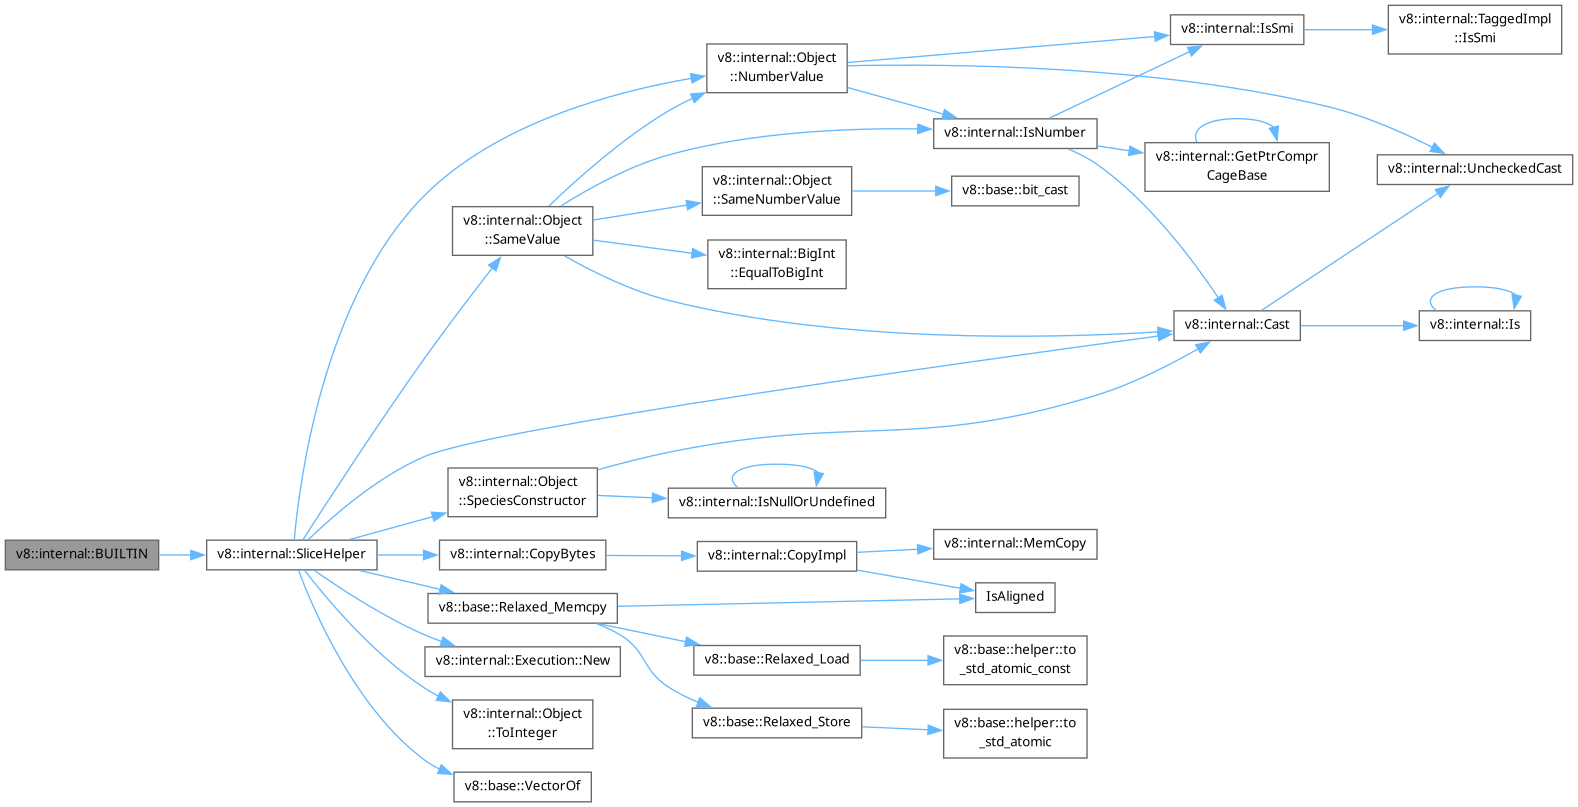 v8::internal::TaggedImpl
::IsSmi
v8::internal::IsSmi
v8::internal::Object
::NumberValue
v8::internal::IsNumber
v8::internal::GetPtrCompr
CageBase
v8::internal::UncheckedCast
v8::internal::Object
::SameNumberValue
v8::base::bit_cast
v8::internal::Object
::SameValue
v8::internal::BigInt
::EqualToBigInt
v8::internal::Cast
v8::internal::Is
v8::internal::Object
::SpeciesConstructor
v8::internal::IsNullOrUndefined
v8::internal::BUILTIN
v8::internal::SliceHelper
v8::internal::CopyBytes
v8::internal::CopyImpl
v8::internal::MemCopy
v8::base::Relaxed_Memcpy
IsAligned
v8::internal::Execution::New
v8::base::Relaxed_Load
v8::base::helper::to
_std_atomic_const
v8::internal::Object
::ToInteger
v8::base::Relaxed_Store
v8::base::helper::to
_std_atomic
v8::base::VectorOf